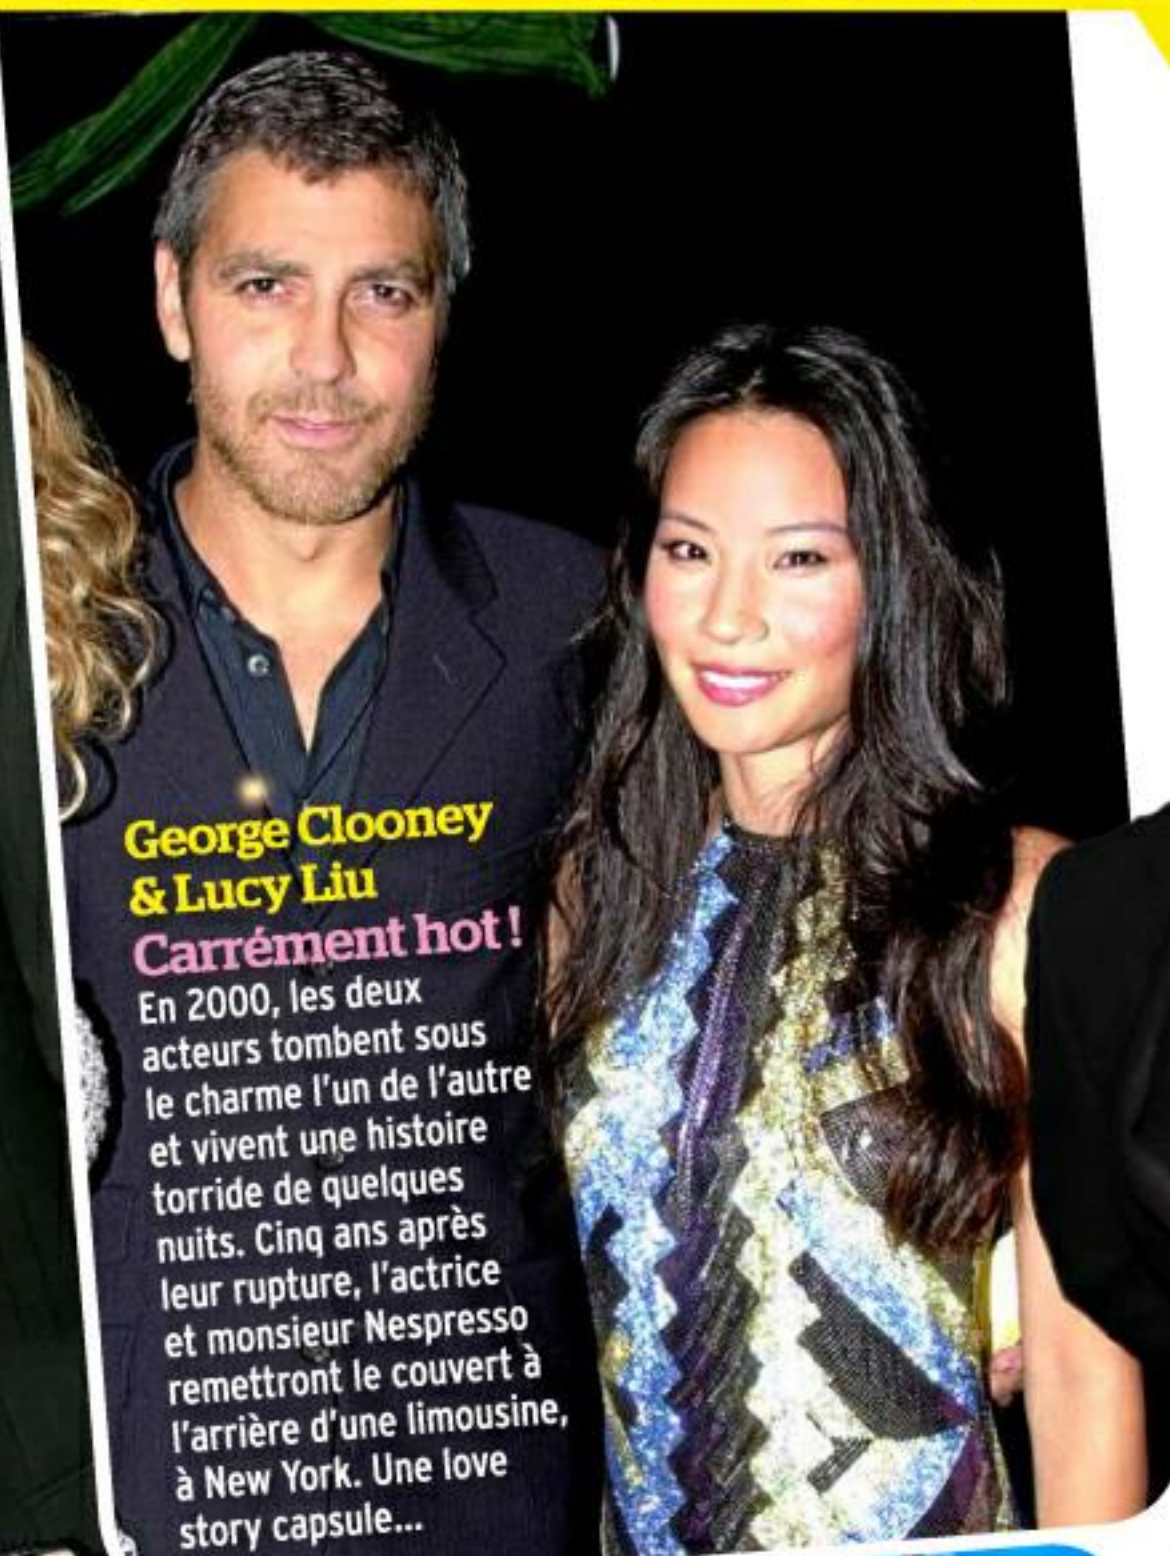 George Clooney
& Lucy Liu
Carrément hot !
En 2000, les deux
acteurs tombent sous
le charme l'un de l'autre
et vivent une histoire
torride de quelques
nuits. Cinq ans après
leur rupture, l'actrice
et monsieur Nespresso
remettront le couvert à
l'arrière d'une limousine,
à New York. Une love
story capsule...